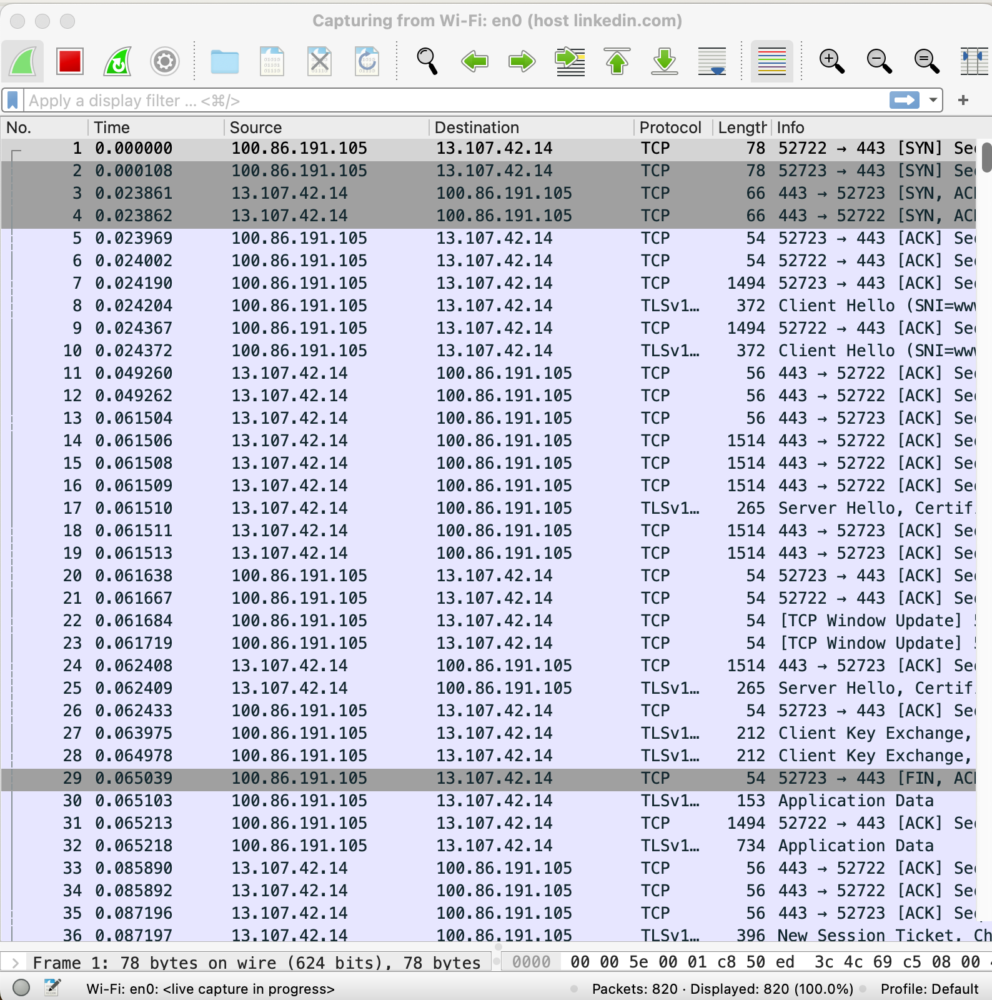 Capturing from Wi-Fi: en0 (host linkedin.com)
Apply a display filter ... <⌘/>
No. Time Source Destination Protocol Length Info
1 0.000000 100.86.191.105 13.107.42.14 TCP 78 52722 → 443 [SYN] Se
2 0.000108 100.86.191.105 13.107.42.14 TCP 78 52723 → 443 [SYN] Se
3 0.023861 13.107.42.14 100.86.191.105 TCP 66 443 → 52723 [SYN, AC
4 0.023862 13.107.42.14 100.86.191.105 TCP 66 443 → 52722 [SYN, AC
5 0.023969 100.86.191.105 13.107.42.14 TCP 54 52723 → 443 [ACK] Se
6 0.024002 100.86.191.105 13.107.42.14 TCP 54 52722 → 443 [ACK] Se
7 0.024190 100.86.191.105 13.107.42.14 TCP 1494 52723 → 443 [ACK] Se
8 0.024204 100.86.191.105 13.107.42.14 TLSv1… 372 Client Hello (SNI=www
9 0.024367 100.86.191.105 13.107.42.14 TCP 1494 52722 → 443 [ACK] Se
10 0.024372 100.86.191.105 13.107.42.14 TLSv1… 372 Client Hello (SNI=www
11 0.049260 13.107.42.14 100.86.191.105 TCP 56 443 → 52722 [ACK] Se
12 0.049262 13.107.42.14 100.86.191.105 TCP 56 443 → 52722 [ACK] Se
13 0.061504 13.107.42.14 100.86.191.105 TCP 56 443 → 52723 [ACK] Se
14 0.061506 13.107.42.14 100.86.191.105 TCP 1514 443 → 52722 [ACK] Se
15 0.061508 13.107.42.14 100.86.191.105 TCP 1514 443 → 52722 [ACK] Se
16 0.061509 13.107.42.14 100.86.191.105 TCP 1514 443 → 52722 [ACK] Se
17 0.061510 13.107.42.14 100.86.191.105 TLSv1… 265 Server Hello, Certif
18 0.061511 13.107.42.14 100.86.191.105 TCP 1514 443 → 52723 [ACK] Se
19 0.061513 13.107.42.14 100.86.191.105 TCP 1514 443 → 52723 [ACK] Se
20 0.061638 100.86.191.105 13.107.42.14 TCP 54 52723 → 443 [ACK] Se
21 0.061667 100.86.191.105 13.107.42.14 TCP 54 52722 → 443 [ACK] Se
22 0.061684 100.86.191.105 13.107.42.14 TCP 54 [TCP Window Update]
23 0.061719 100.86.191.105 13.107.42.14 TCP 54 [TCP Window Update]
24 0.062408 13.107.42.14 100.86.191.105 TCP 1514 443 → 52723 [ACK] Se
25 0.062409 13.107.42.14 100.86.191.105 TLSv1… 265 Server Hello, Certif
26 0.062433 100.86.191.105 13.107.42.14 TCP 54 52723 → 443 [ACK] Se
27 0.063975 100.86.191.105 13.107.42.14 TLSv1… 212 Client Key Exchange,
28 0.064978 100.86.191.105 13.107.42.14 TLSv1… 212 Client Key Exchange,
29 0.065039 100.86.191.105 13.107.42.14 TCP 54 52723 → 443 [FIN, AC
30 0.065103 100.86.191.105 13.107.42.14 TLSv1… 153 Application Data
31 0.065213 100.86.191.105 13.107.42.14 TCP 1494 52722 → 443 [ACK] Se
32 0.065218 100.86.191.105 13.107.42.14 TLSv1… 734 Application Data
33 0.085890 13.107.42.14 100.86.191.105 TCP 56 443 → 52722 [ACK] Se
34 0.085892 13.107.42.14 100.86.191.105 TCP 56 443 → 52722 [ACK] Se
35 0.087196 13.107.42.14 100.86.191.105 TCP 56 443 → 52723 [ACK] Se
36 0.087197 13.107.42.14 100.86.191.105 TLSv1… 396 New Session Ticket, Ch
Frame 1: 78 bytes on wire (624 bits), 78 bytes 0000 00 00 5e 00 01 c8 50 ed 3c 4c 69 c5 08 00
Wi-Fi: en0: <live capture in progress> Packets: 820 · Displayed: 820 (100.0%) Profile: Default